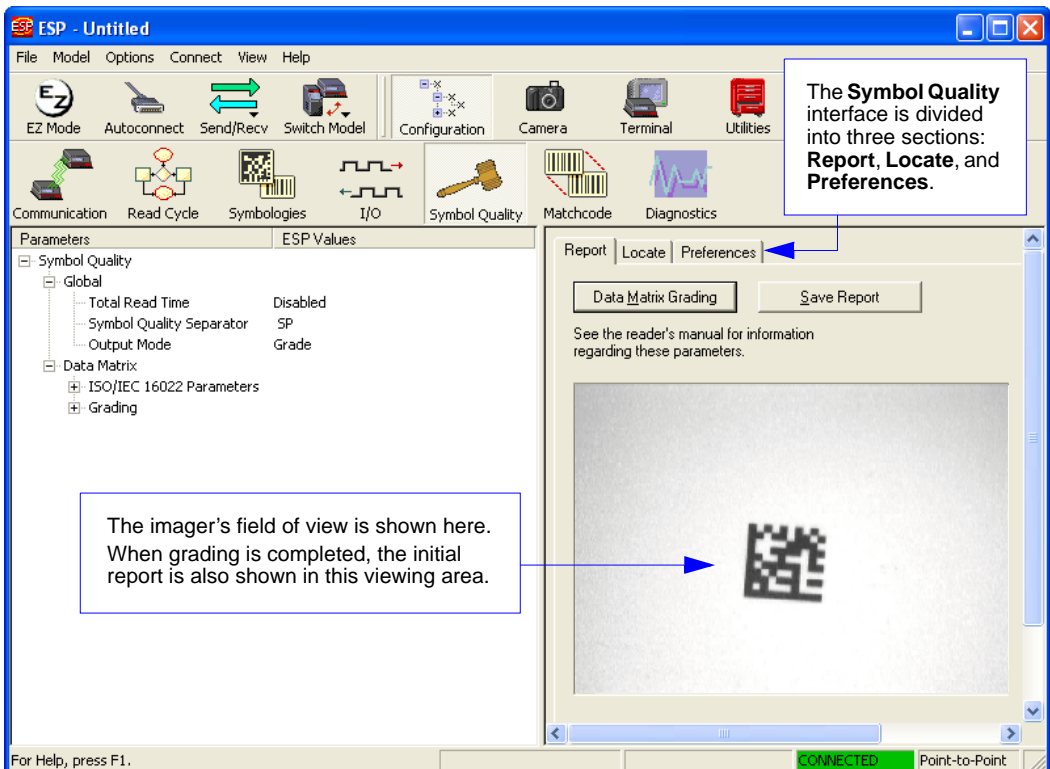 ESP - Untitled
File Model Options Connect View Help
EZ
EZ Mode Autoconnect Send/Recv Switch Model Configuration Camera Terminal Utilities
The Symbol Quality
interface is divided
into three sections:
Report, Locate, and
Preferences.
Communication Read Cycle Symbologies I/O Symbol Quality Matchcode Diagnostics
Parameters ESP Values
Symbol Quality
Global
Total Read Time Disabled
Symbol Quality Separator SP
Output Mode Grade
Data Matrix
ISO/IEC 16022 Parameters
Grading
Report Locate Preferences
Data Matrix Grading Save Report
See the reader's manual for information
regarding these parameters.
The imager's field of view is shown here.
When grading is completed, the initial
report is also shown in this viewing area.
For Help, press F1. CONNECTED Point-to-Point